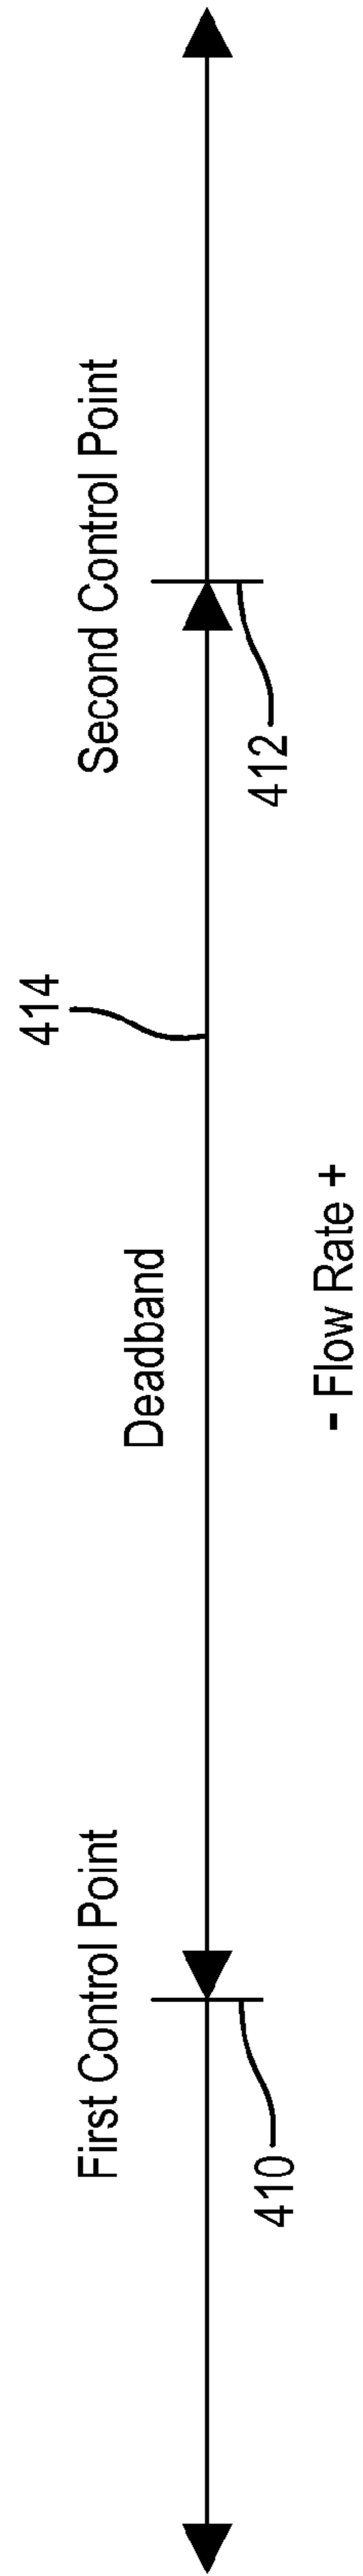 414
First Control Point
Second Control Point
Deadband
410
412
- Flow Rate +